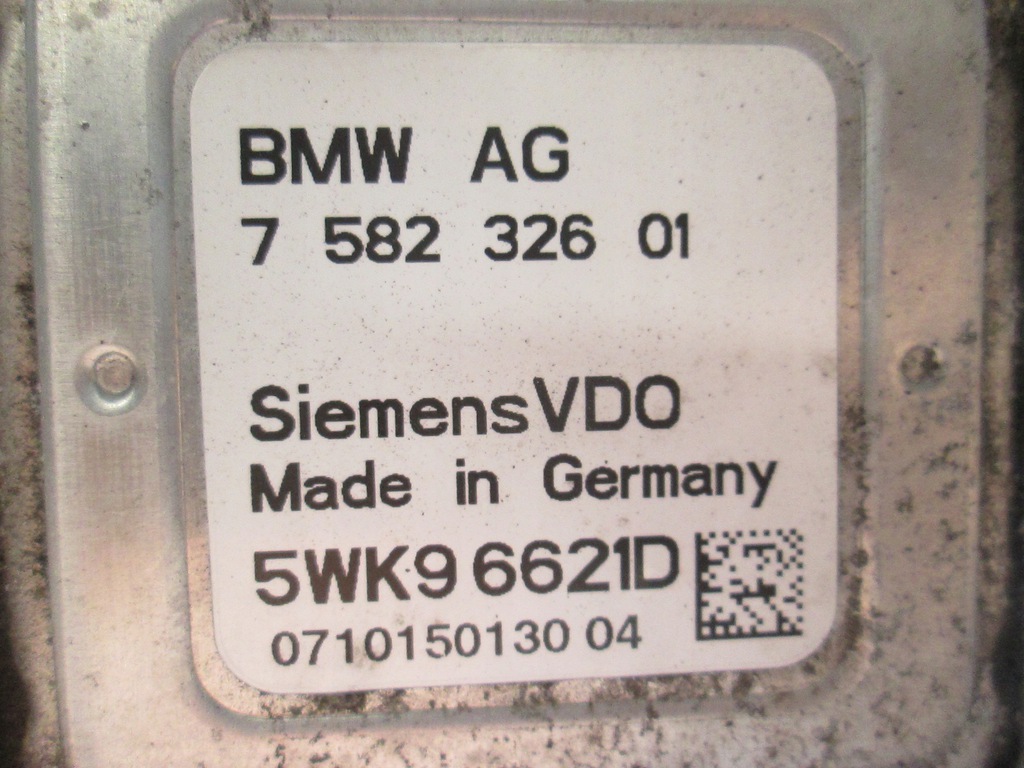 BMW AG
7 582 326 01
SiemensVDO
Made in Germany
5WK9 6621D
0710150130 04